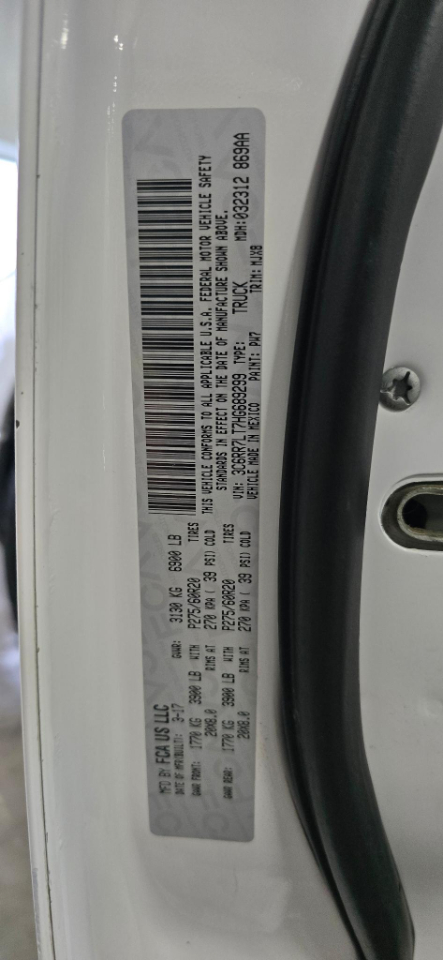 MFD BY FCA US LLC
DATE OF MFR(BUILT): 3-17 GVWR: 3130 KG 6900 LB
GAWR FRONT: 1770 KG 3900 LB WITH P275/60R20 TIRES
20X8.0 RIMS AT 270 KPA ( 39 PSI) COLD
GAWR REAR: 1770 KG 3900 LB WITH P275/60R20 TIRES
20X8.0 RIMS AT 270 KPA ( 39 PSI) COLD
THIS VEHICLE CONFORMS TO ALL APPLICABLE U.S.A. FEDERAL MOTOR VEHICLE SAFETY
STANDARDS IN EFFECT ON THE DATE OF MANUFACTURE SHOWN ABOVE.
VIN: 3C6RR7LT7HG689299 TYPE: TRUCK MDH:032312 869AA
VEHICLE MADE IN MEXICO PAINT: PW7 TRIM: MJX8